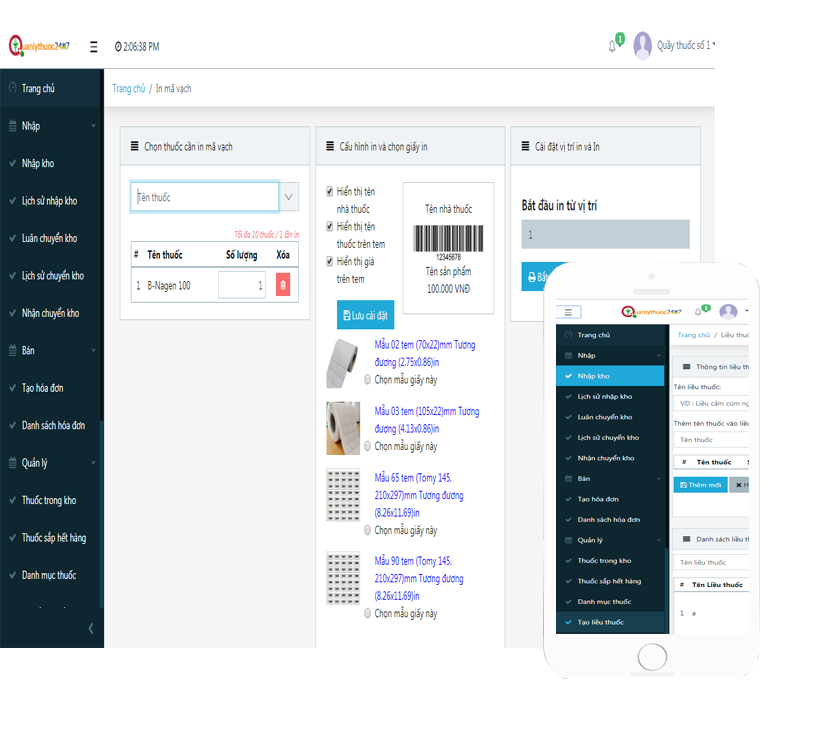 uanlythuoc24h7
2:06:38 PM
1
Quầy thuốc số 1
Trang chủ
Nhập
Nhập kho
Lịch sử nhập kho
Luân chuyển kho
Lịch sử chuyển kho
Nhận chuyển kho
Bán
Tạo hóa đơn
Danh sách hóa đơn
Quản lý
Thuốc trong kho
Thuốc sắp hết hàng
Danh mục thuốc
Trang chủ / In mã vạch
Chọn thuốc cần in mã vạch
Tên thuốc
Tối đa 10 thuốc / 1 lần in
# Tên thuốc Số lượng Xóa
1 B-Nagen 100 1
Cấu hình in và chọn giấy in
Hiển thị tên
nhà thuốc
Hiển thị tên
thuốc trên tem
Hiển thị giá
trên tem
Tên nhà thuốc
12345678
Tên sản phẩm
100.000 VNĐ
Lưu cài đặt
Mẫu 02 tem (70x22)mm Tương
đương (2.75x0.86)in
Chọn mẫu giấy này
Mẫu 03 tem (105x22)mm Tương
đương (4.13x0.86)in
Chọn mẫu giấy này
Mẫu 65 tem (Tomy 145,
210x297)mm Tương đương
(8.26x11.69)in
Chọn mẫu giấy này
Mẫu 90 tem (Tomy 145,
210x297)mm Tương đương
(8.26x11.69)in
Chọn mẫu giấy này
Cài đặt vị trí in và In
Bắt đầu in từ vị trí
1
Bắt
uanlythuoc24h7
1
Trang chủ
Nhập
Nhập kho
Lịch sử nhập kho
Luân chuyển kho
Lịch sử chuyển kho
Nhận chuyển kho
Bán
Tạo hóa đơn
Danh sách hóa đơn
Quản lý
Thuốc trong kho
Thuốc sắp hết hàng
Danh mục thuốc
Tạo liều thuốc
Trang chủ / Liều thuố
Thông tin liều th
Tên liều thuốc:
VD : Liều cảm cúm ng
Thêm tên thuốc vào liều
Tên thuốc
# Tên thuốc
Thêm mới
H
Danh sách liều th
Tên liều thuốc
# Tên Liều thuốc
1 a